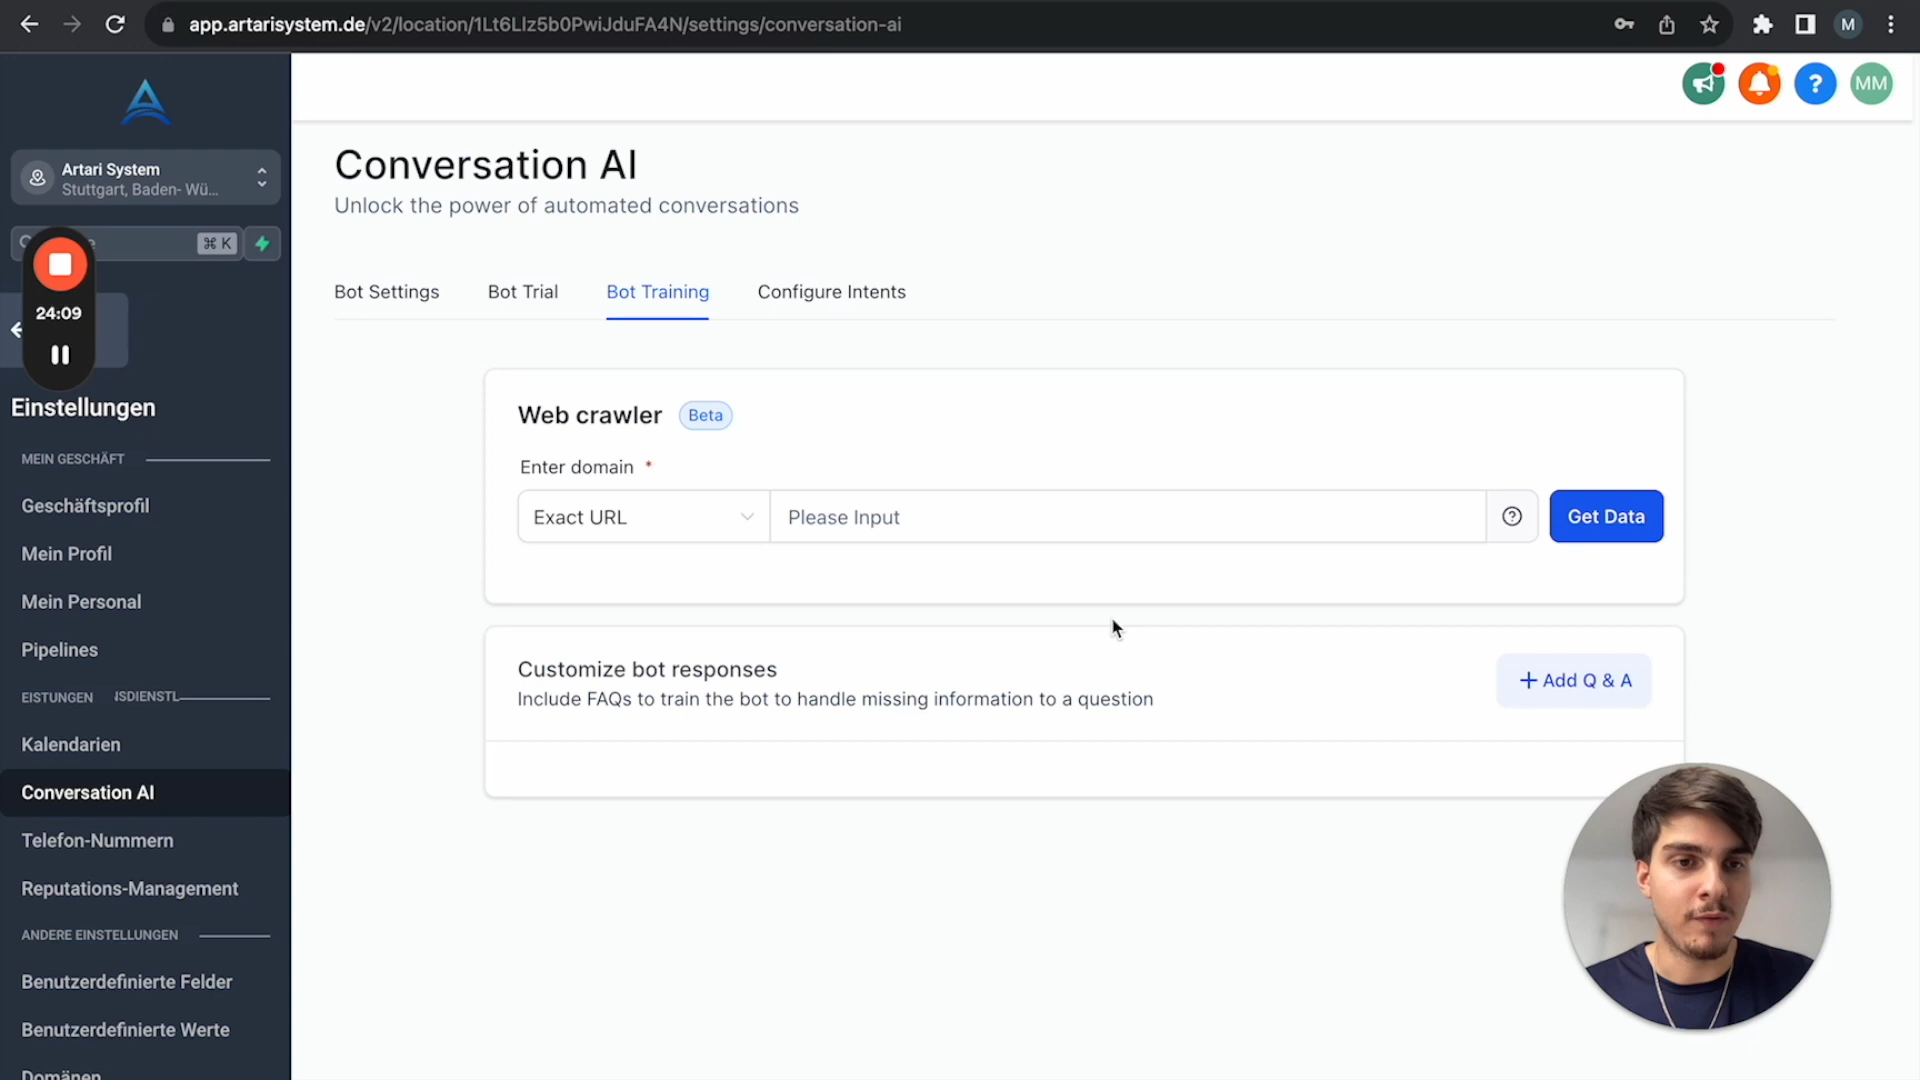 app.artarisystem.de/v2/location/1Lt6LIz5b0PwiJduFA4N/settings/conversation-ai
M
MM
Artari System
Stuttgart, Baden- Wü...
⌘ K
24:09
Einstellungen
MEIN GESCHÄFT
Geschäftsprofil
Mein Profil
Mein Personal
Pipelines
EISTUNGEN
ISDIENSTL
Kalendarien
Conversation AI
Telefon-Nummern
Reputations-Management
ANDERE EINSTELLUNGEN
Benutzerdefinierte Felder
Benutzerdefinierte Werte
Domänen
Conversation AI
Unlock the power of automated conversations
Bot Settings
Bot Trial
Bot Training
Configure Intents
Web crawler
Beta
Enter domain *
Exact URL
Please Input
Get Data
Customize bot responses
Include FAQs to train the bot to handle missing information to a question
+ Add Q & A